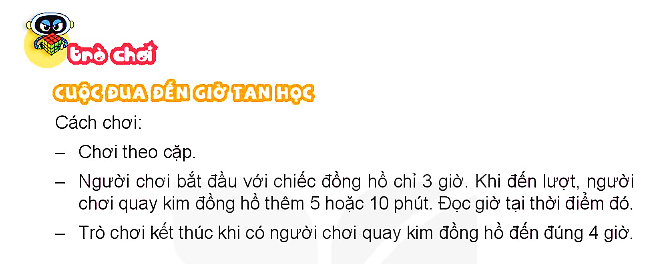 trò chơi
CUỘC ĐUA ĐẾN GIỜ TAN HỌC
Cách chơi:
– Chơi theo cặp.
– Người chơi bắt đầu với chiếc đồng hồ chỉ 3 giờ. Khi đến lượt, người
chơi quay kim đồng hồ thêm 5 hoặc 10 phút. Đọc giờ tại thời điểm đó.
– Trò chơi kết thúc khi có người chơi quay kim đồng hồ đến đúng 4 giờ.